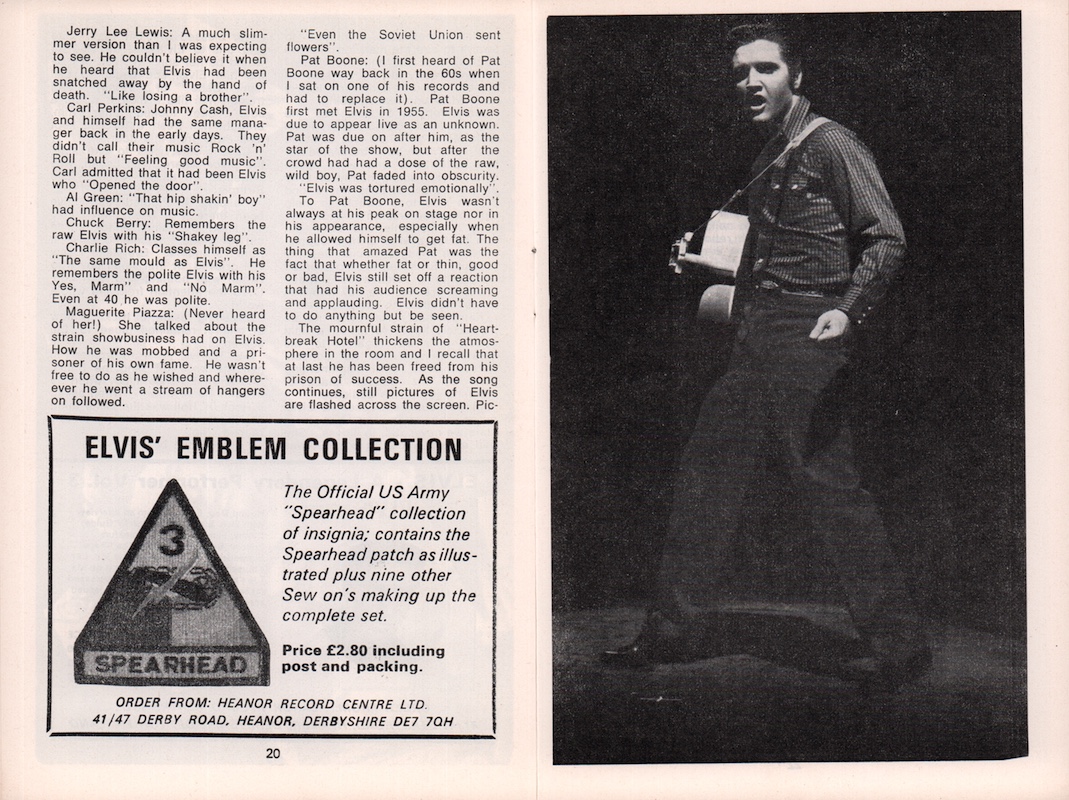 Jerry Lee Lewis: A much slim-
mer version than I was expecting
to see. He couldn't believe it when
he heard that Elvis had been
snatched away by the hand of
death. "Like losing a brother".
Carl Perkins: Johnny Cash, Elvis
and himself had the same mana-
ger back in the early days. They
didn't call their music Rock 'n'
Roll but "Feeling good music".
Carl admitted that it had been Elvis
who "Opened the door".
Al Green: "That hip shakin' boy"
had influence on music.
Chuck Berry: Remembers the
raw Elvis with his "Shakey leg".
Charlie Rich: Classes himself as
"The same mould as Elvis". He
remembers the polite Elvis with his
Yes, Marm" and "No Marm".
Even at 40 he was polite.
Maguerite Piazza: (Never heard
of her!) She talked about the
strain showbusiness had on Elvis.
How he was mobbed and a pri-
soner of his own fame. He wasn't
free to do as he wished and where-
ever he went a stream of hangers
on followed.
"Even the Soviet Union sent
flowers".
Pat Boone: (I first heard of Pat
Boone way back in the 60s when
I sat on one of his records and
had to replace it). Pat Boone
first met Elvis in 1955. Elvis was
due to appear live as an unknown.
Pat was due on after him, as the
star of the show, but after the
crowd had had a dose of the raw,
wild boy, Pat faded into obscurity.
"Elvis was tortured emotionally".
To Pat Boone, Elvis wasn't
always at his peak on stage nor in
his appearance, especially when
he allowed himself to get fat. The
thing that amazed Pat was the
fact that whether fat or thin, good
or bad, Elvis still set off a reaction
that had his audience screaming
and applauding. Elvis didn't have
to do anything but be seen.
The mournful strain of "Heart-
break Hotel" thickens the atmos-
phere in the room and I recall that
at last he has been freed from his
prison of success. As the song
continues, still pictures of Elvis
are flashed across the screen. Pic-
ELVIS' EMBLEM COLLECTION
3
SPEARHEAD
The Official US Army
"Spearhead" collection
of insignia; contains the
Spearhead patch as illus-
trated plus nine other
Sew on's making up the
complete set.
Price £2.80 including
post and packing.
ORDER FROM: HEANOR RECORD CENTRE LTD.
41/47 DERBY ROAD, HEANOR, DERBYSHIRE DE7 7QH
20